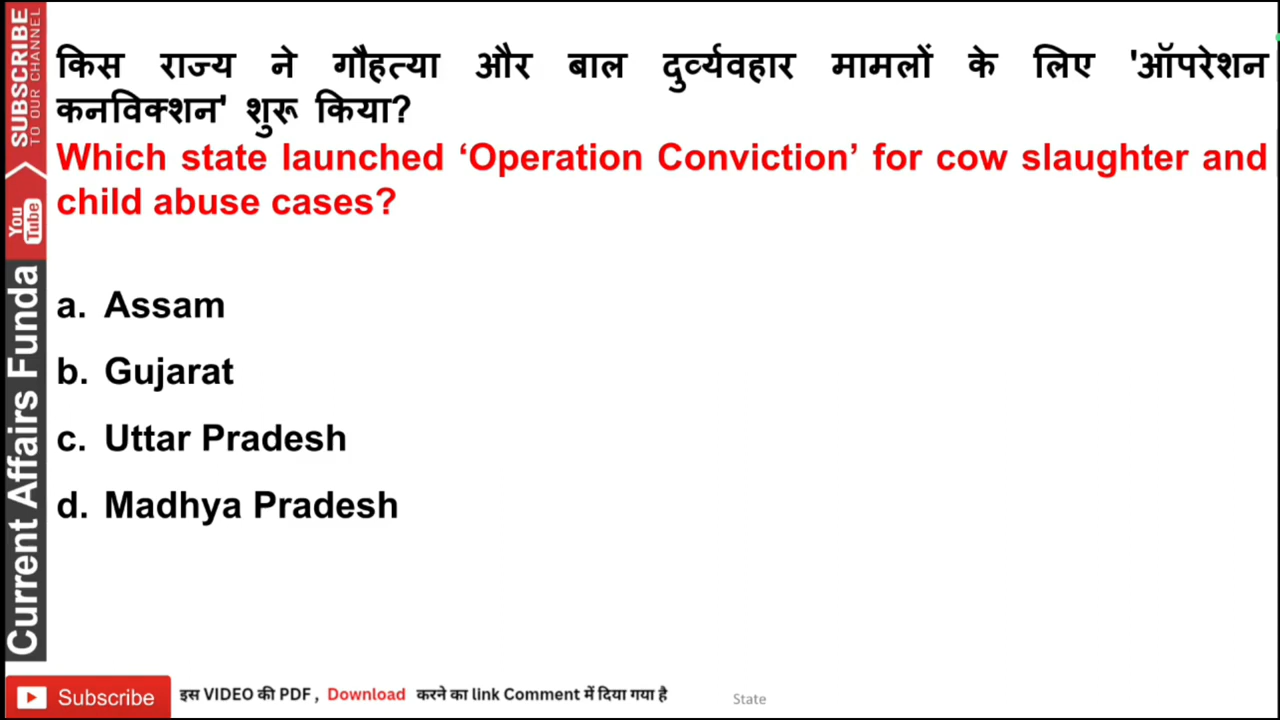 किस राज्य ने गौहत्या और बाल दुर्व्यवहार मामलों के लिए 'ऑपरेशन
कनविक्शन' शुरू किया?
Which state launched ‘Operation Conviction’ for cow slaughter and
child abuse cases?
a. Assam
b. Gujarat
c. Uttar Pradesh
d. Madhya Pradesh
SUBSCRIBE
TO OUR CHANNEL
You
Tube
Current Affairs Funda
Subscribe
इस VIDEO की PDF , Download करने का link Comment में दिया गया है
State